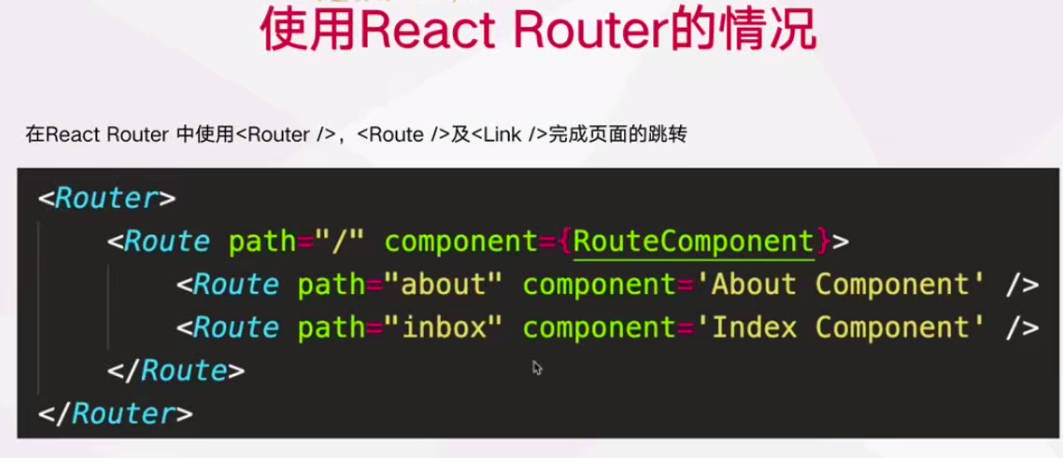 使用React Router的情况
在React Router 中使用<Router />，<Route />及<Link />完成页面的跳转
<Router>
<Route path="/" component={RouteComponent}>
<Route path="about" component='About Component' />
<Route path="inbox" component='Index Component' />
</Route>
</Router>